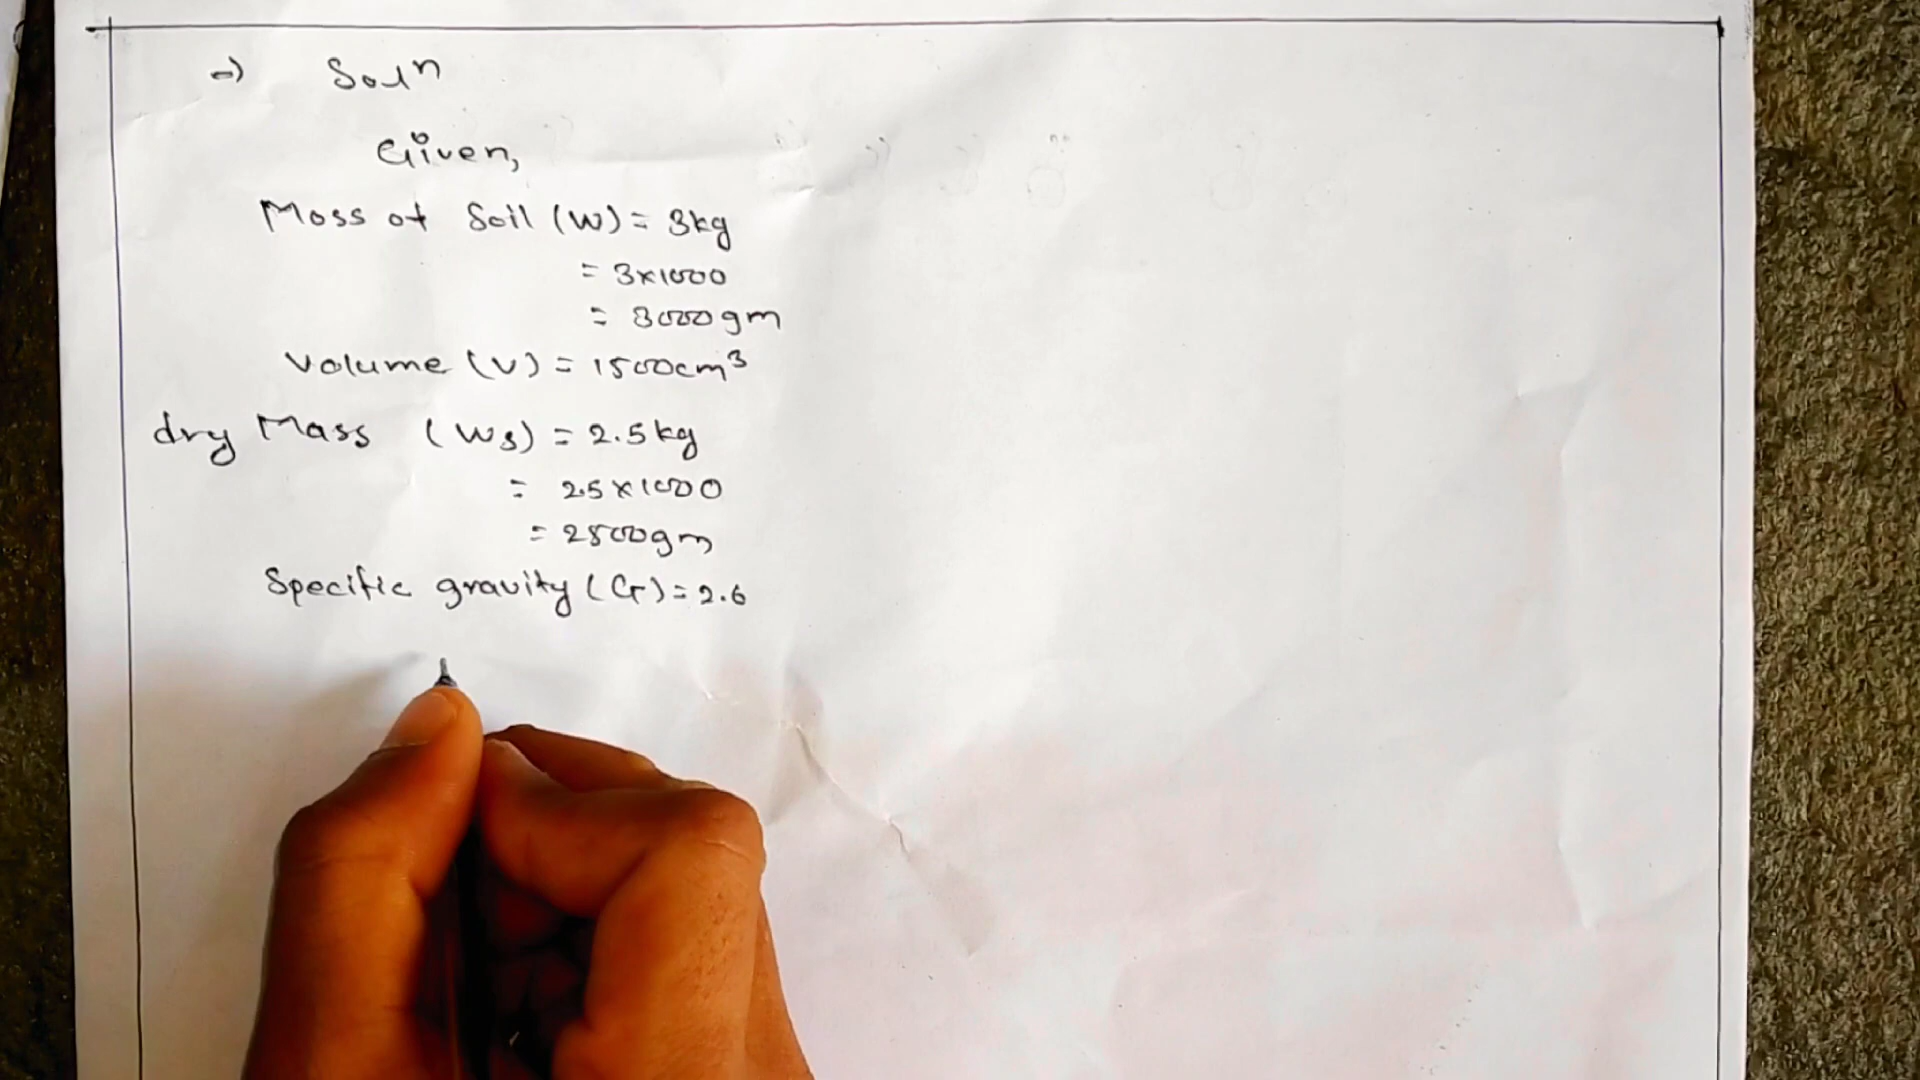 =) Solⁿ
Given,
Mass of Soil (W) = 3kg
= 3×1000
= 3000gm
Volume (V) = 1500cm³
dry Mass (Ws) = 2.5kg
= 2.5×1000
= 2500gm
Specific gravity (G) = 2.6